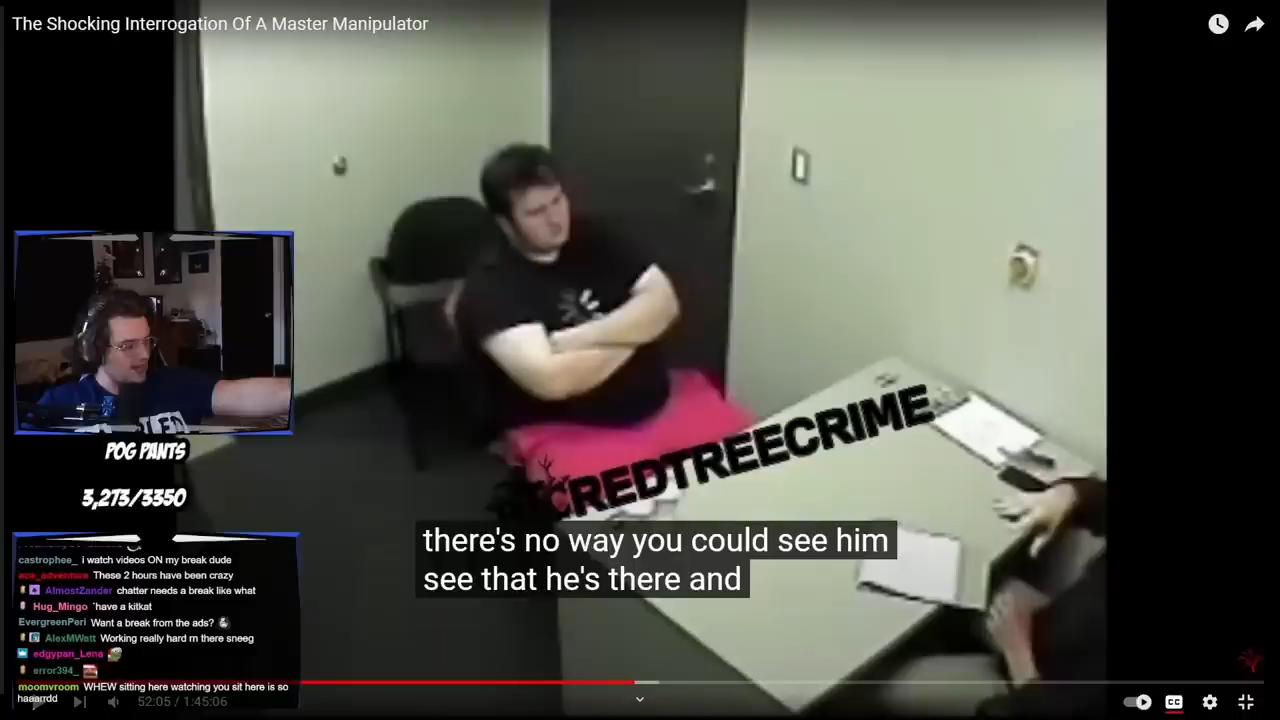 The Shocking Interrogation Of A Master Manipulator
CREDTREECRIME
POG PANTS
3,273/3350
castrophee_ i watch videos ON my break dude
ace_adventure These 2 hours have been crazy
AlmostZander chatter needs a break like what
Hug_Mingo *have a kitkat
EvergreenPeri Want a break from the ads?
AlexMWatt Working really hard rn there sneeg
edgypan_Lena
error394_
moomvroom WHEW sitting here watching you sit here is so
haaarrdd
there's no way you could see him
see that he's there and
52:05 / 1:45:06
CC